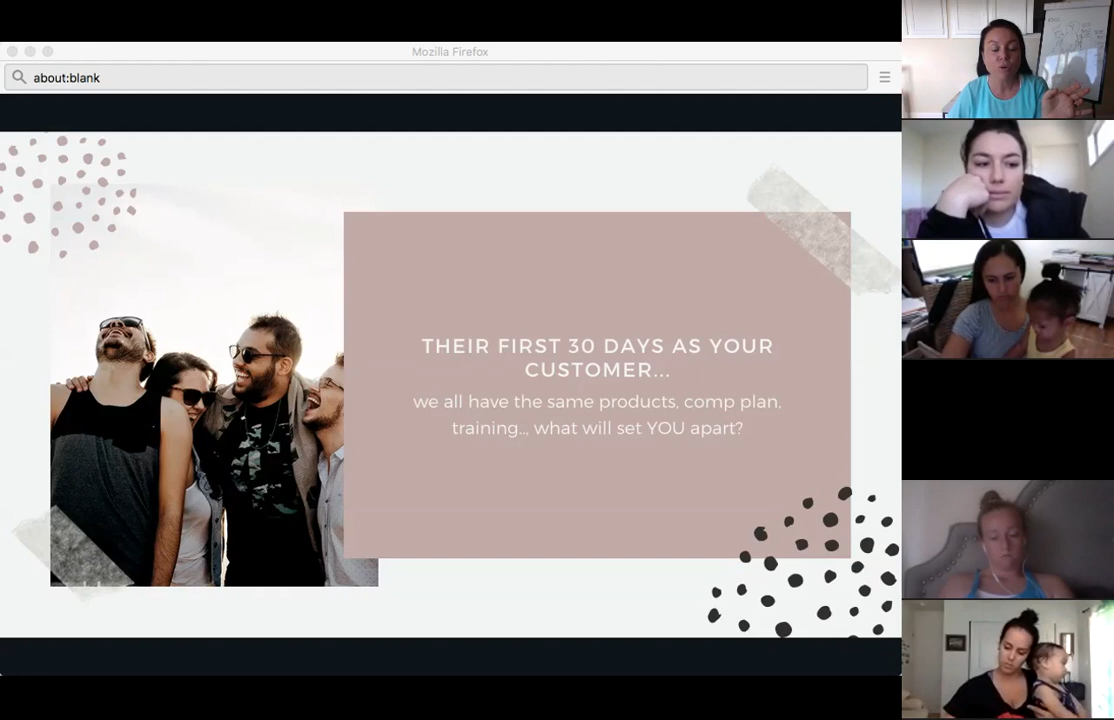 Mozilla Firefox
about:blank
THEIR FIRST 30 DAYS AS YOUR
CUSTOMER...
we all have the same products, comp plan,
training.., what will set YOU apart?